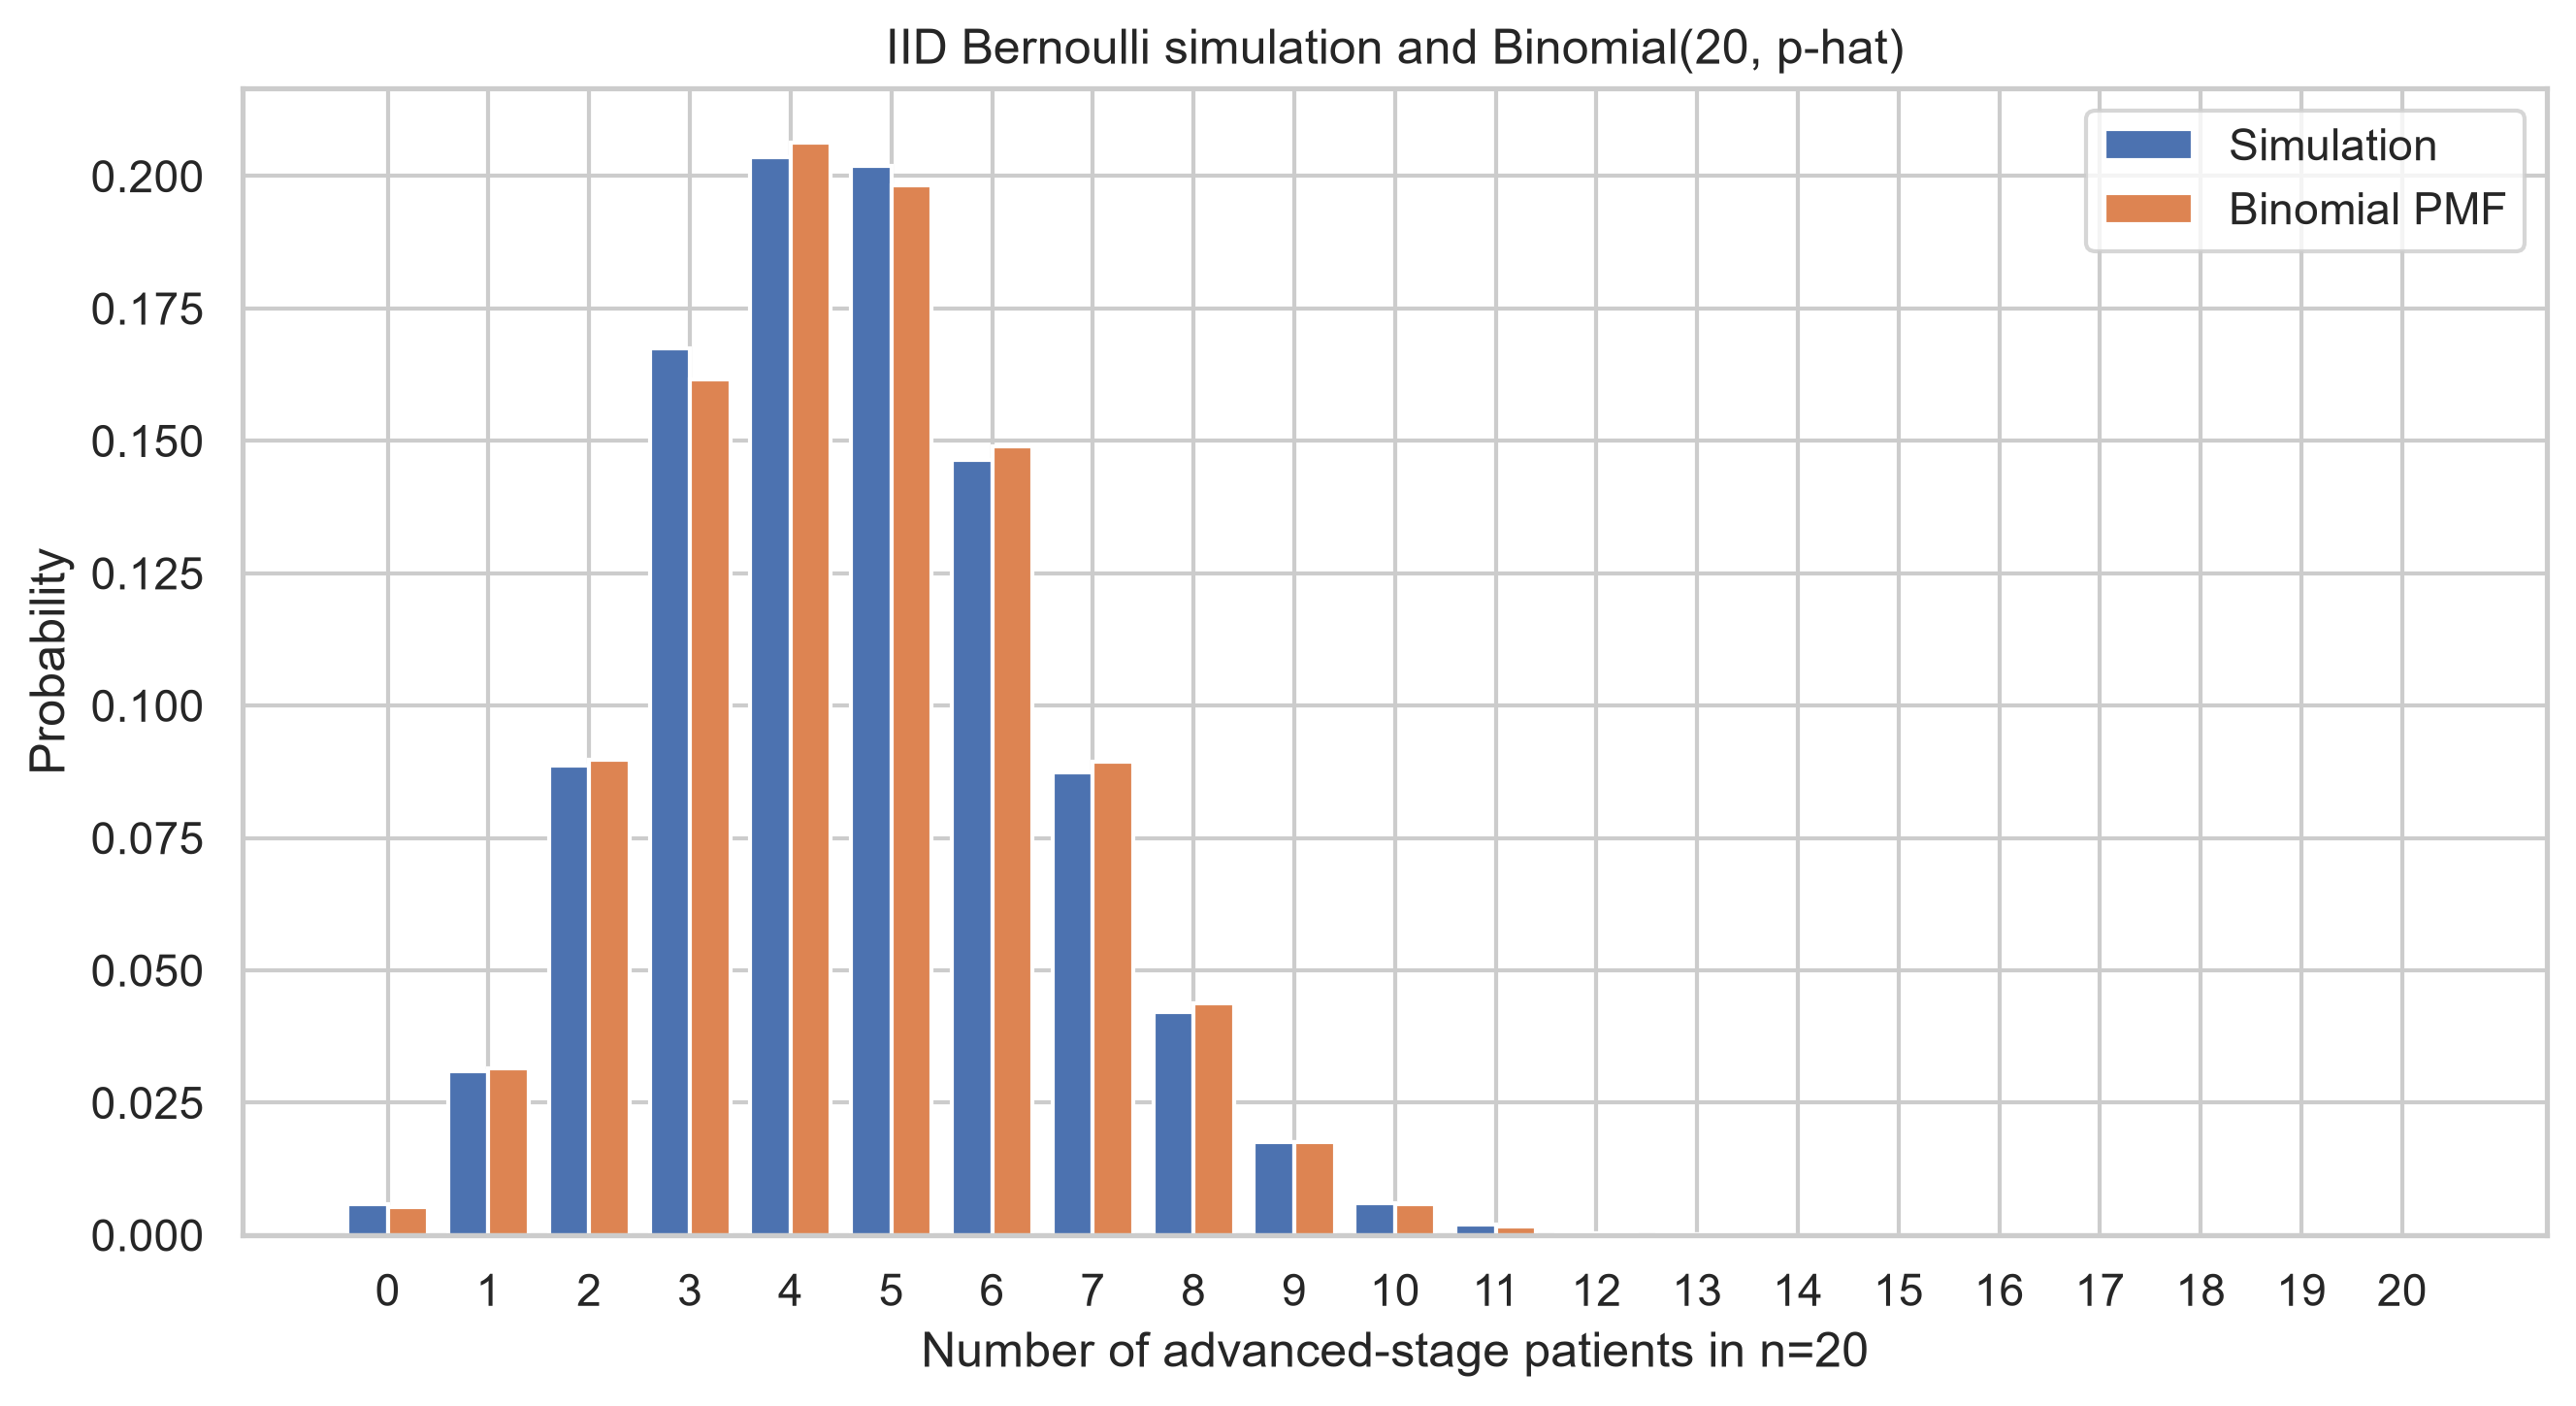 IID Bernoulli simulation and Binomial(20, p-hat)
Simulation
Binomial PMF
Probability
0.200
0.175
0.150
0.125
0.100
0.075
0.050
0.025
0.000
0 1 2 3 4 5 6 7 8 9 10 11 12 13 14 15 16 17 18 19 20
Number of advanced-stage patients in n=20